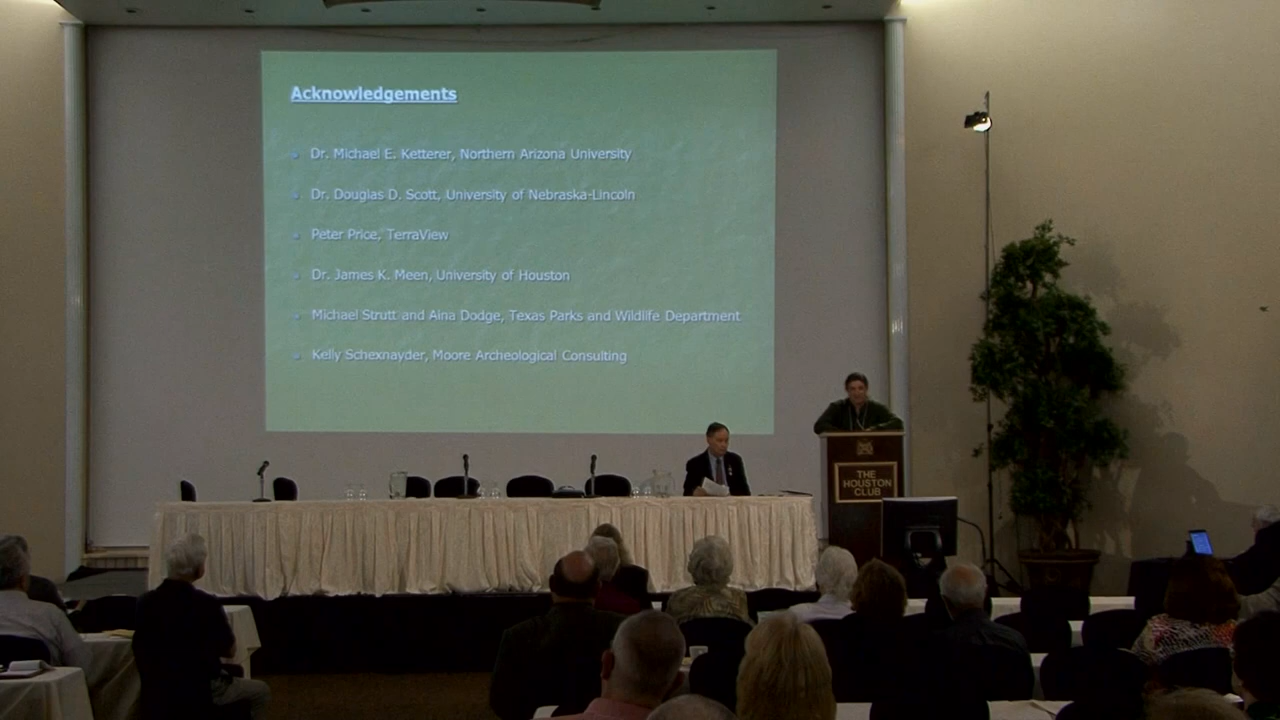 Acknowledgements
Dr. Michael E. Ketterer, Northern Arizona University
Dr. Douglas D. Scott, University of Nebraska-Lincoln
Peter Price, TerraView
Dr. James K. Meen, University of Houston
Michael Strutt and Aina Dodge, Texas Parks and Wildlife Department
Kelly Schexnayder, Moore Archeological Consulting
THE
HOUSTON
CLUB